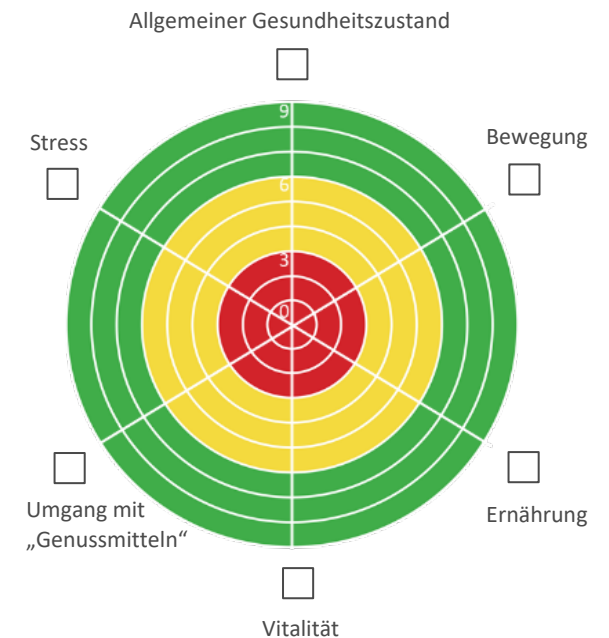 Allgemeiner Gesundheitszustand
Stress
Bewegung
9
6
3
0
Umgang mit
„Genussmitteln“
Ernährung
Vitalität